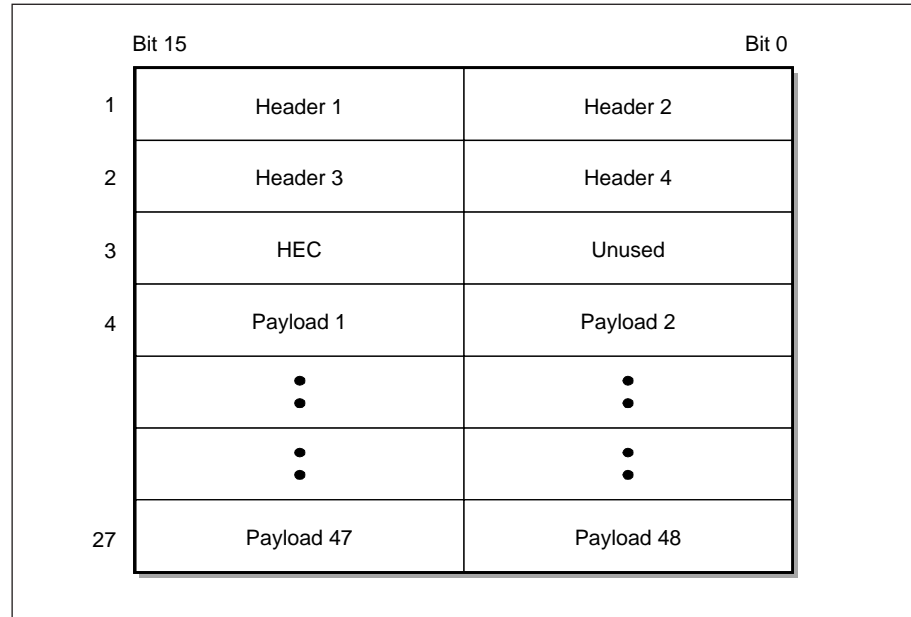 Bit 15 Bit 0
1 Header 1 Header 2
2 Header 3 Header 4
3 HEC Unused
4 Payload 1 Payload 2
27 Payload 47 Payload 48